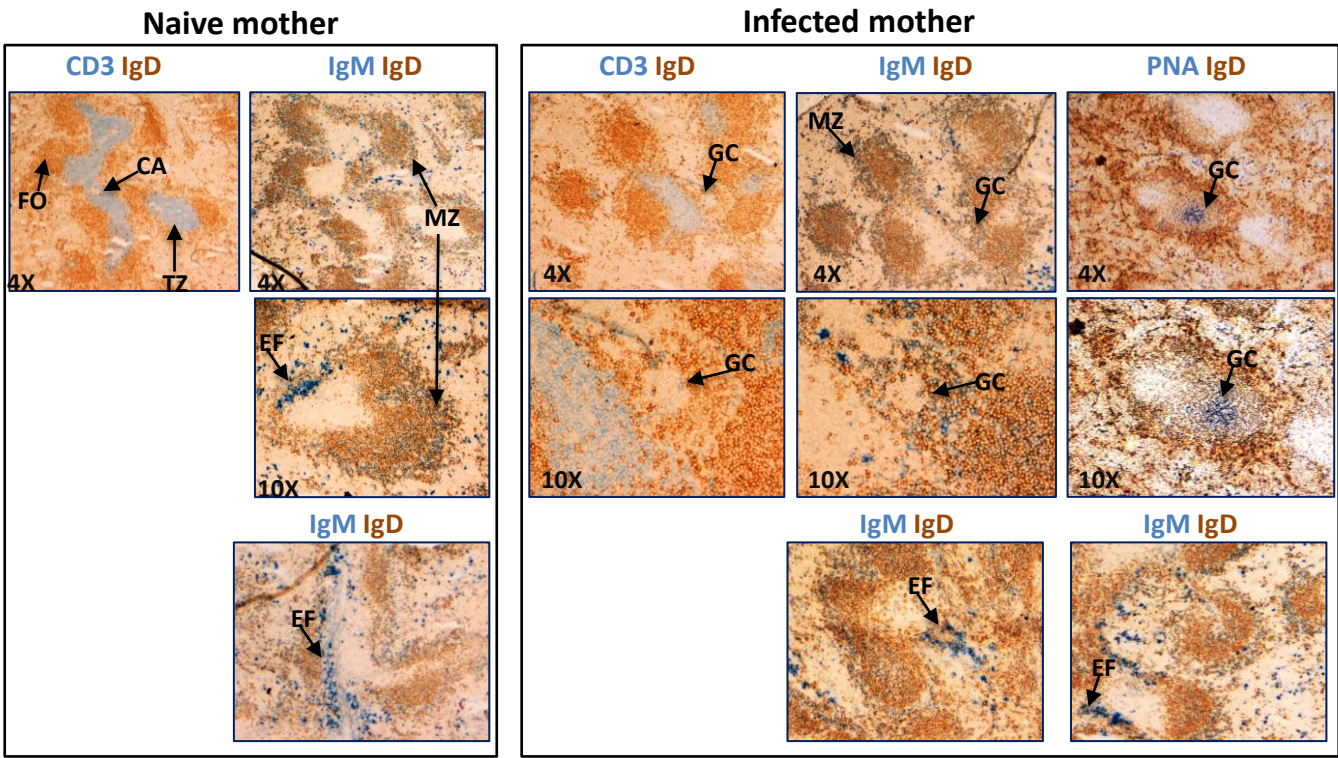 Naive mother
Infected mother
CD3 IgD
IgM IgD
CD3 IgD
IgM IgD
PNA IgD
FO
CA
TZ
4X
MZ
4X
GC
4X
MZ
GC
4X
GC
4X
EF
10X
GC
10X
GC
10X
GC
10X
IgM IgD
IgM IgD
IgM IgD
EF
EF
EF